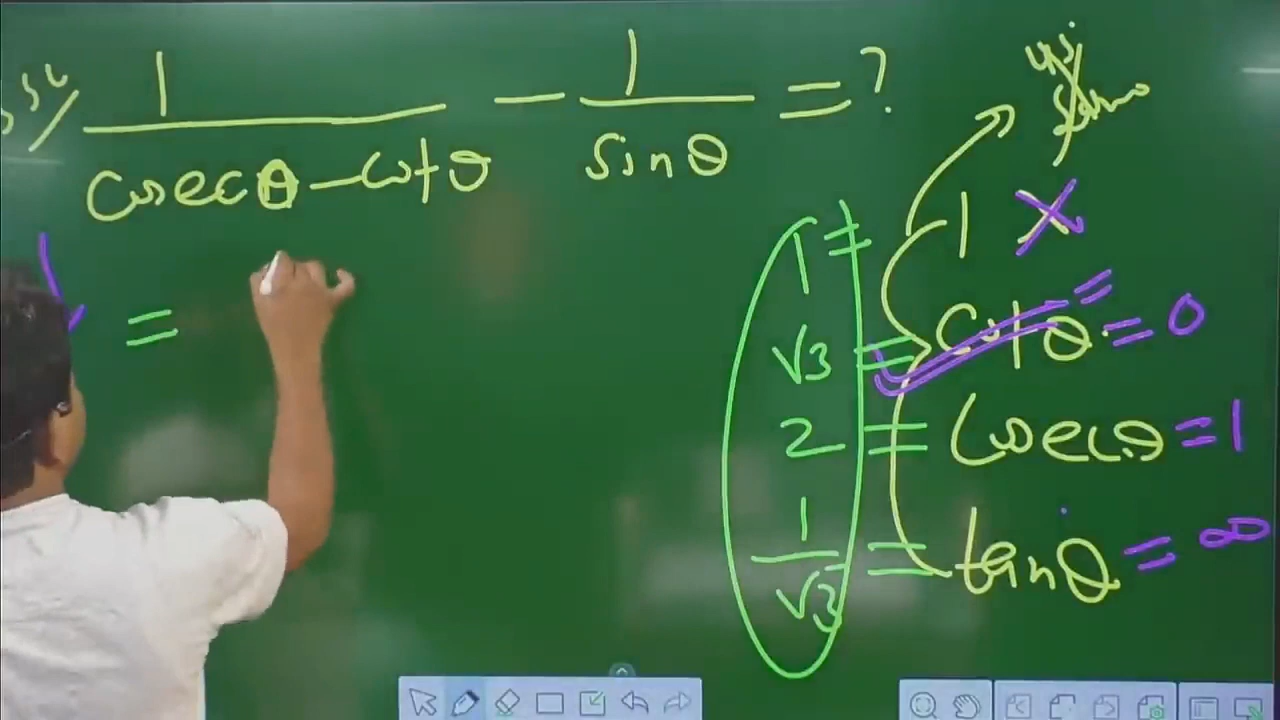 1/(cosecθ - cotθ) - 1/sinθ = ?
1 = 1 X
√3 = cotθ = 0
2 = cosecθ = 1
1/√3 = tanθ = ∞
=